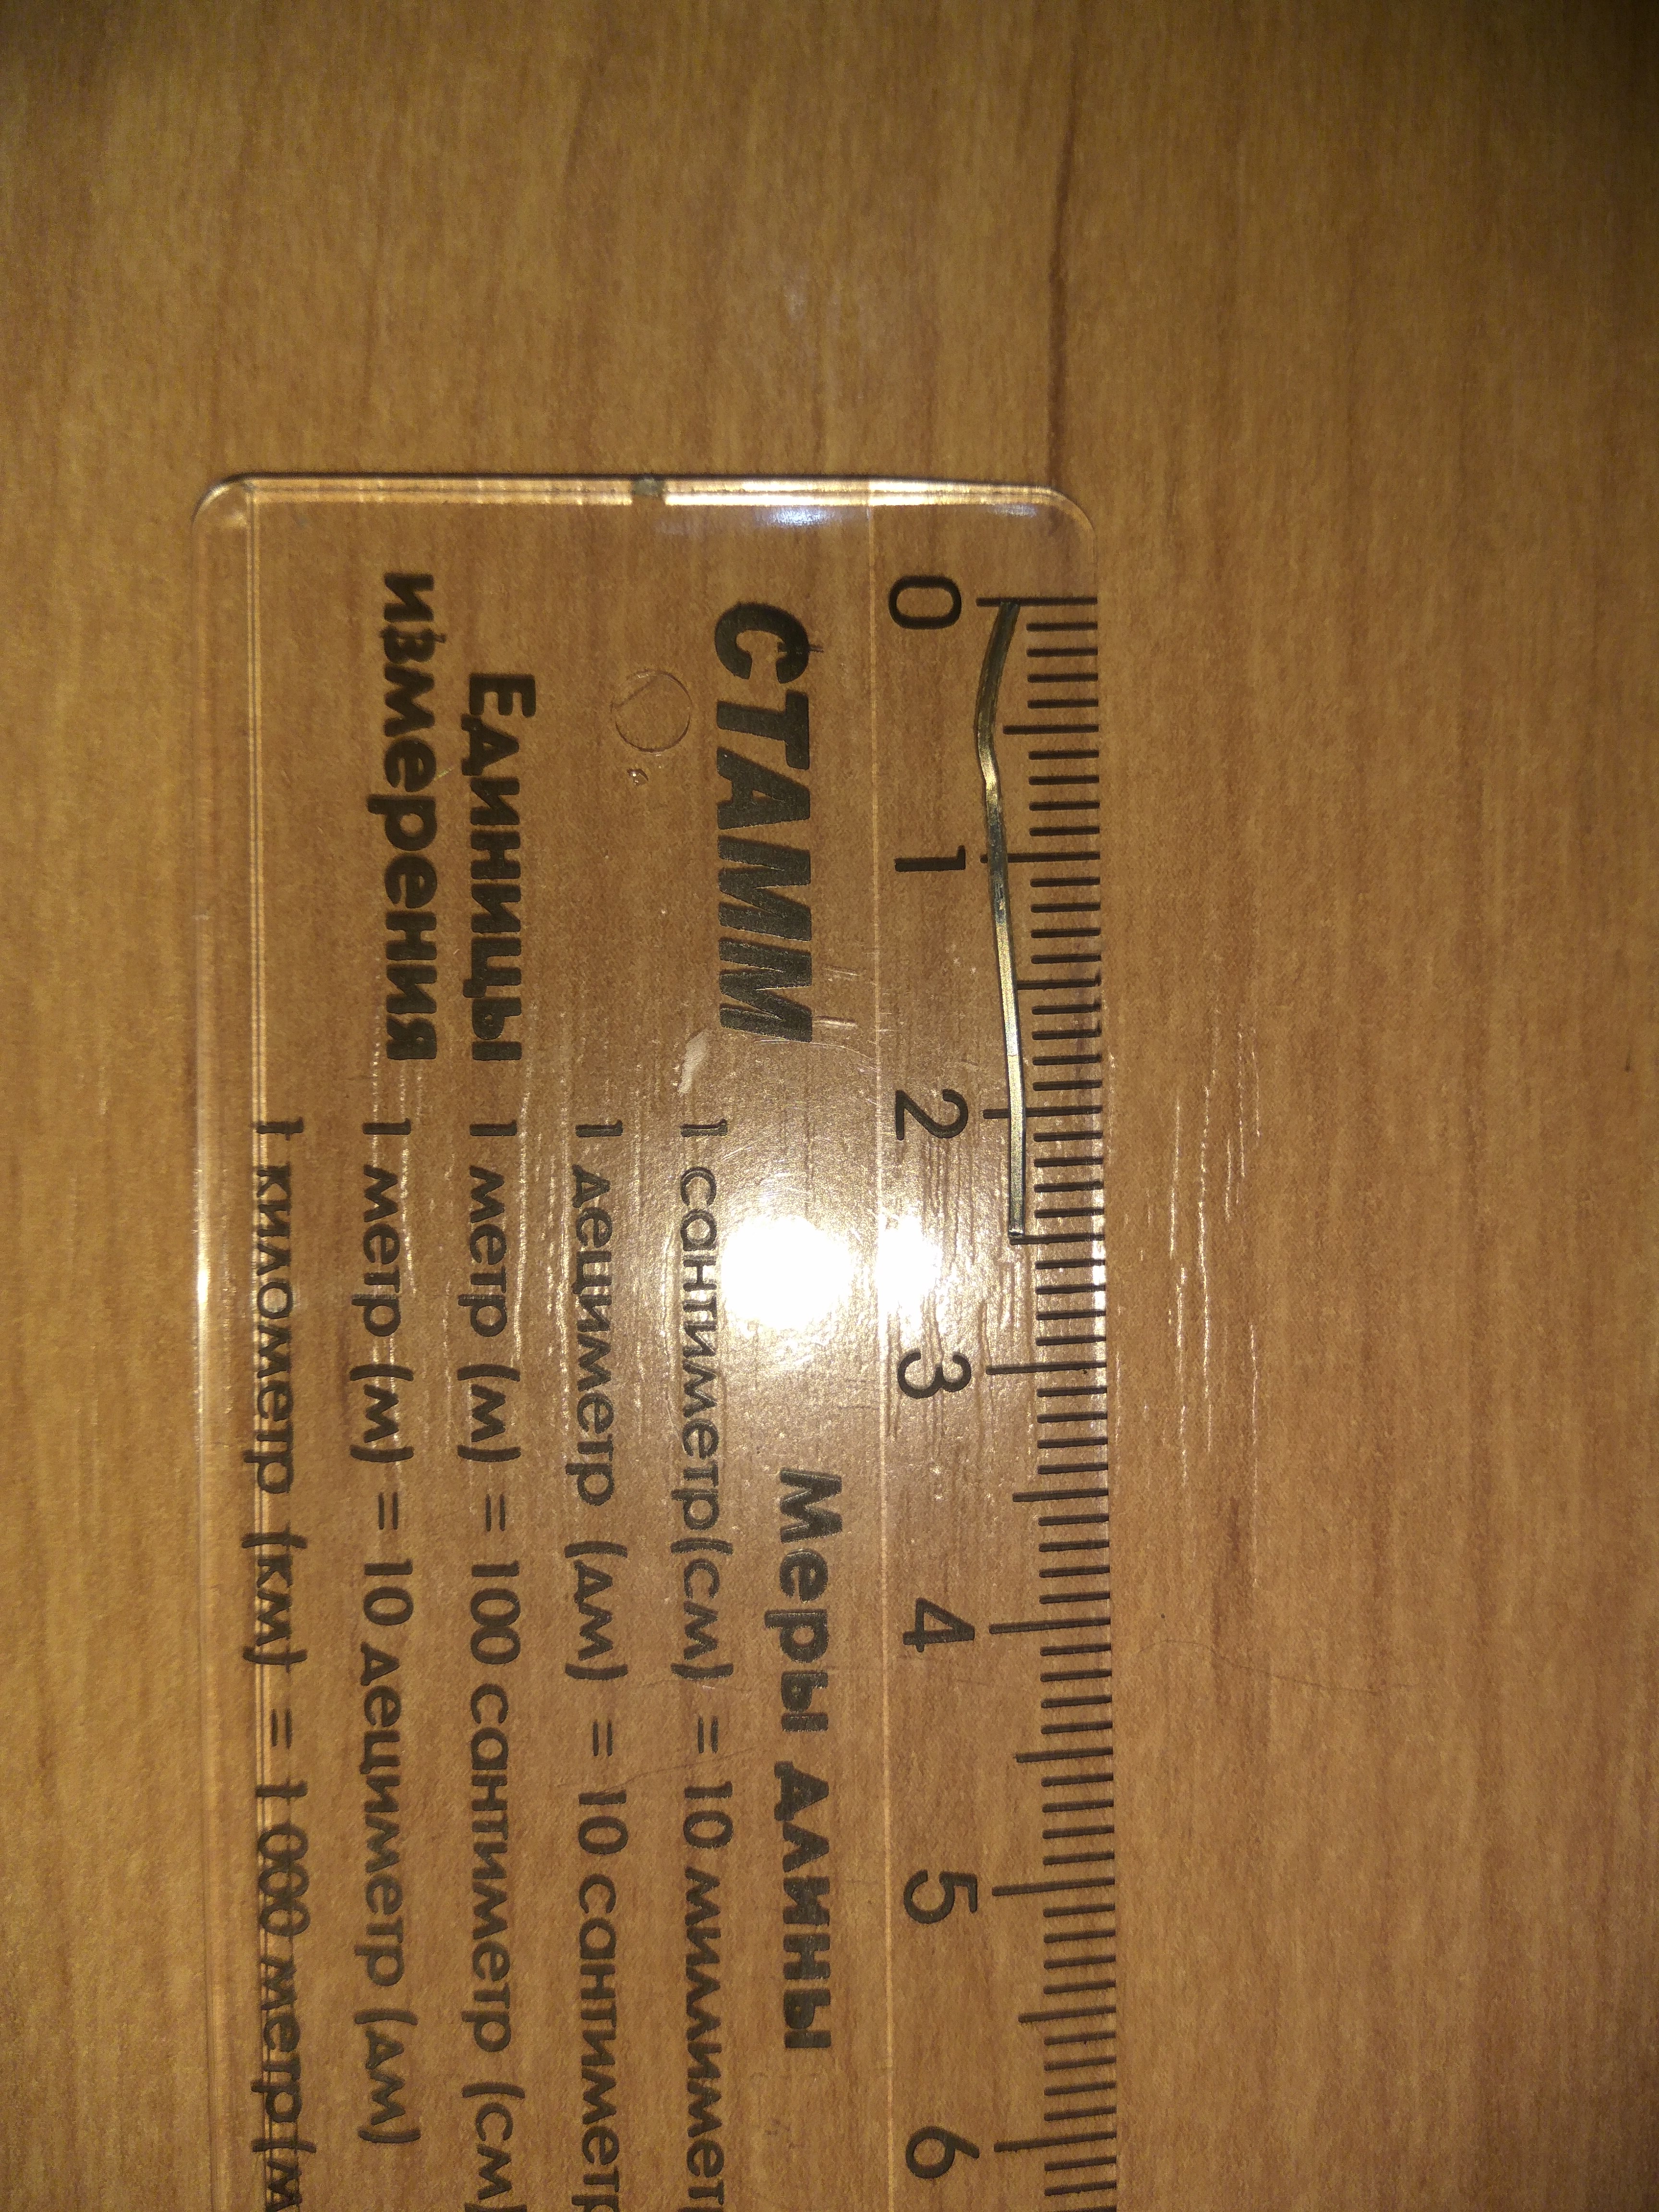 0 1 2 3 4 5 6
СТАММ
Меры длины
1 сантиметр(см) = 10 миллимет
Единицы
измерения
1 дециметр (дм) = 10 сантиметр
1 метр (м) = 100 сантиметр (см)
1 метр (м) = 10 дециметр (дм)
1 километр (км) = 1 000 метр (м